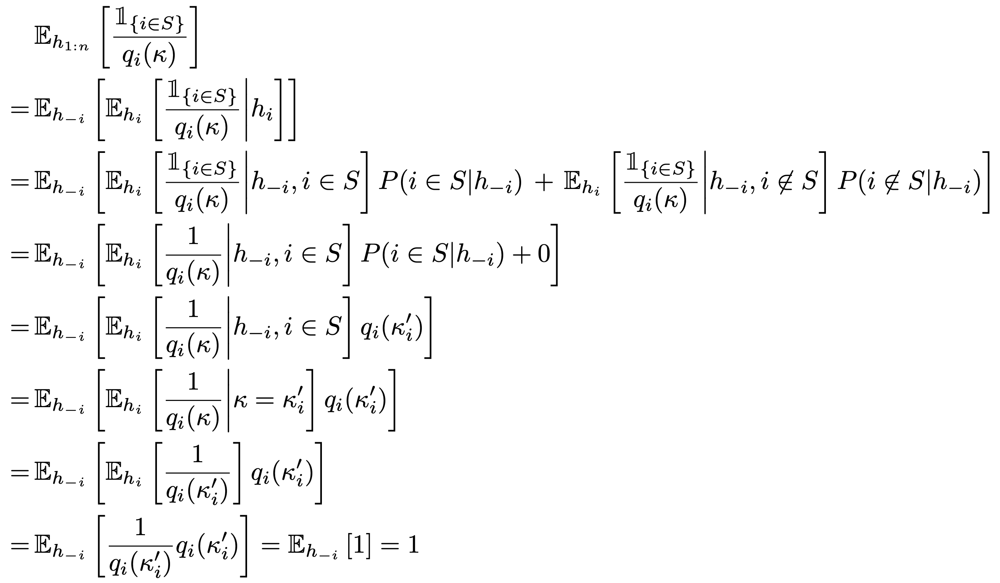 $\mathbb{E}_{h_{1:n}} \left[ \frac{\mathbb{1}_{\{i \in S\}}}{q_i(\kappa)} \right]$
$= \mathbb{E}_{h_{-i}} \left[ \mathbb{E}_{h_i} \left[ \frac{\mathbb{1}_{\{i \in S\}}}{q_i(\kappa)} \middle| h_i \right] \right]$
$= \mathbb{E}_{h_{-i}} \left[ \mathbb{E}_{h_i} \left[ \frac{\mathbb{1}_{\{i \in S\}}}{q_i(\kappa)} \middle| h_{-i}, i \in S \right] P(i \in S | h_{-i}) + \mathbb{E}_{h_i} \left[ \frac{\mathbb{1}_{\{i \in S\}}}{q_i(\kappa)} \middle| h_{-i}, i \notin S \right] P(i \notin S | h_{-i}) \right]$
$= \mathbb{E}_{h_{-i}} \left[ \mathbb{E}_{h_i} \left[ \frac{1}{q_i(\kappa)} \middle| h_{-i}, i \in S \right] P(i \in S | h_{-i}) + 0 \right]$
$= \mathbb{E}_{h_{-i}} \left[ \mathbb{E}_{h_i} \left[ \frac{1}{q_i(\kappa)} \middle| h_{-i}, i \in S \right] q_i(\kappa'_i) \right]$
$= \mathbb{E}_{h_{-i}} \left[ \mathbb{E}_{h_i} \left[ \frac{1}{q_i(\kappa)} \middle| \kappa = \kappa'_i \right] q_i(\kappa'_i) \right]$
$= \mathbb{E}_{h_{-i}} \left[ \mathbb{E}_{h_i} \left[ \frac{1}{q_i(\kappa'_i)} \right] q_i(\kappa'_i) \right]$
$= \mathbb{E}_{h_{-i}} \left[ \frac{1}{q_i(\kappa'_i)} q_i(\kappa'_i) \right] = \mathbb{E}_{h_{-i}} [1] = 1$